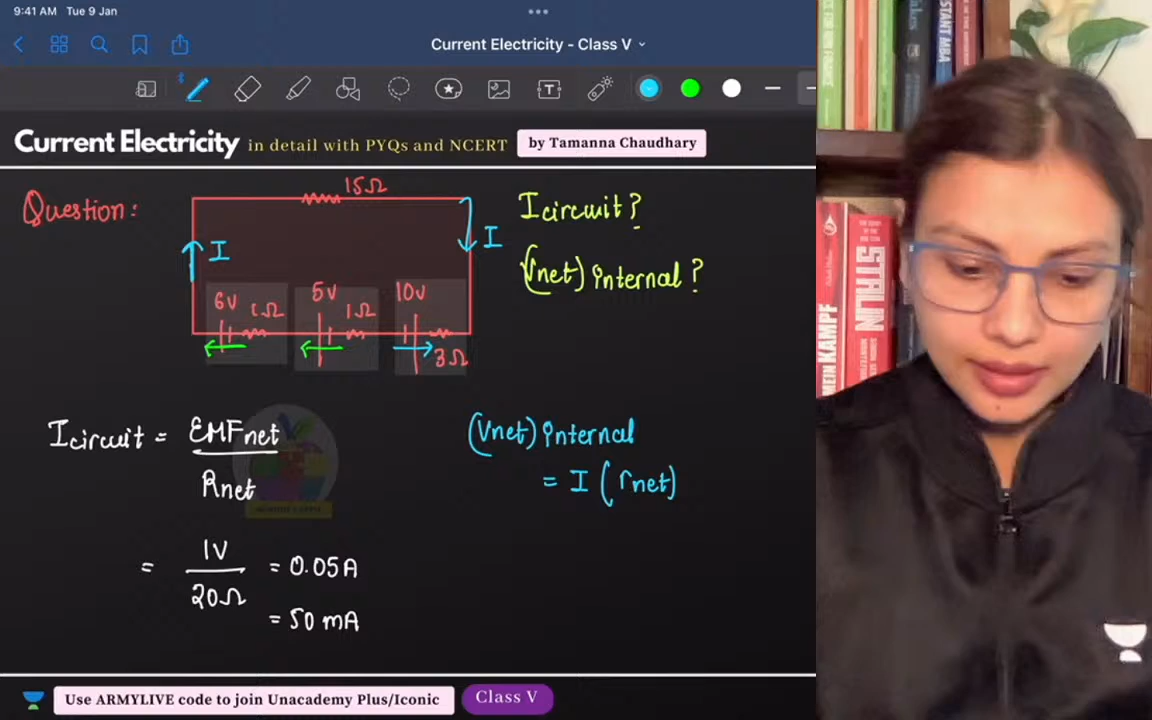 9:41 AM Tue 9 Jan
Current Electricity - Class V
Current Electricity in detail with PYQs and NCERT by Tamanna Chaudhary
Question:
15Ω
I
I
6V 1Ω
5V 1Ω
10V
3Ω
Icircuit?
(Vnet) internal?
Icircuit = EMFnet
Rnet
= 1V
20Ω
= 0.05A
= 50 mA
(Vnet) internal
= I (rnet)
Use ARMYLIVE code to join Unacademy Plus/Iconic
Class V
STALIN
MEIN KAMPF